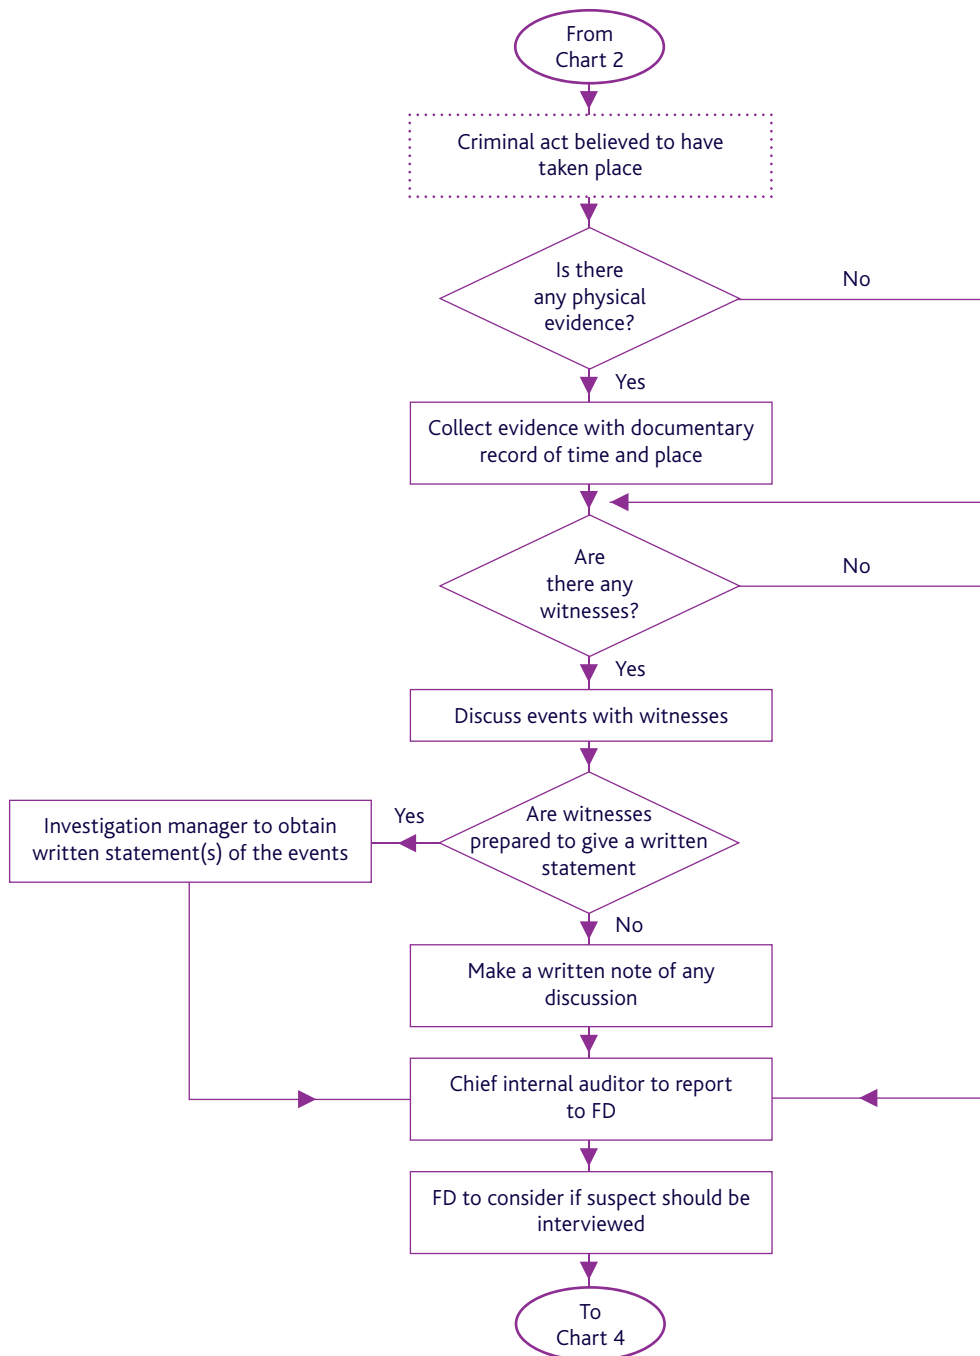 From
Chart 2
Criminal act believed to have
taken place
Is there
any physical
evidence?
No
Yes
Collect evidence with documentary
record of time and place
Are
there any
witnesses?
No
Yes
Discuss events with witnesses
Are witnesses
prepared to give a written
statement
Yes
Investigation manager to obtain
written statement(s) of the events
No
Make a written note of any
discussion
Chief internal auditor to report
to FD
FD to consider if suspect should be
interviewed
To
Chart 4